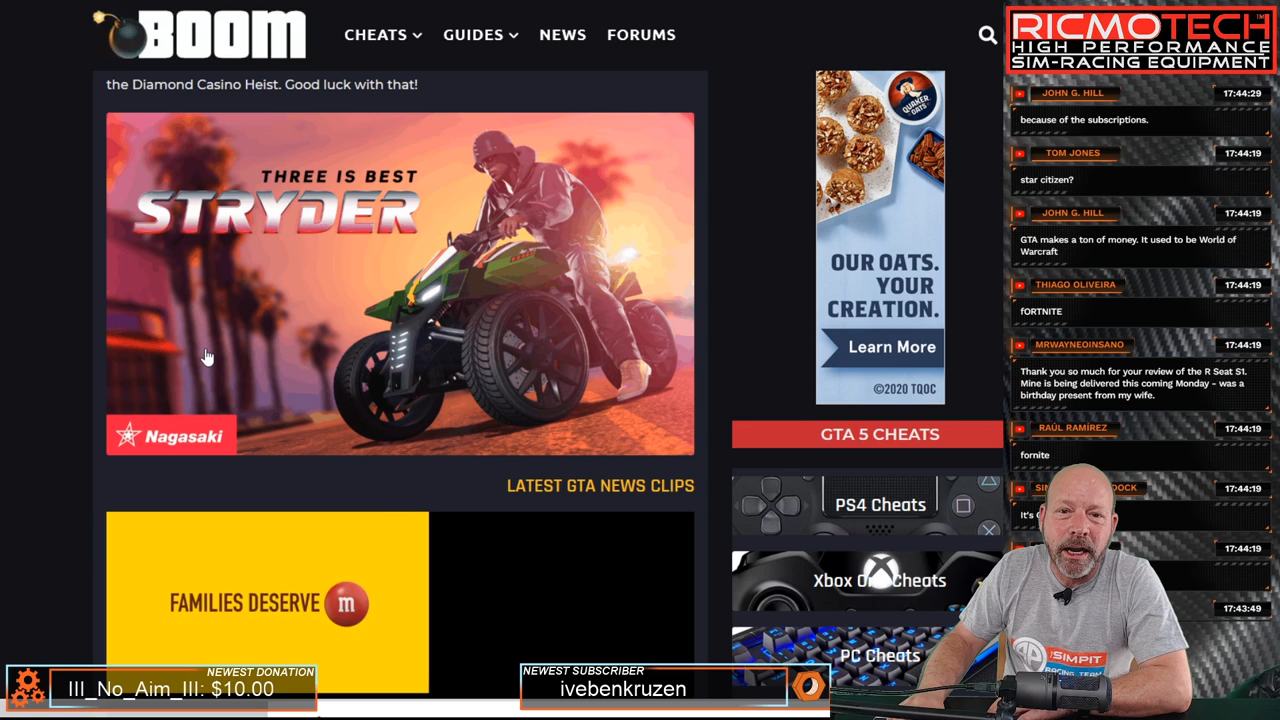 BOOM
CHEATS
GUIDES
NEWS
FORUMS
the Diamond Casino Heist. Good luck with that!
THREE IS BEST
STRYDER
Nagasaki
LATEST GTA NEWS CLIPS
FAMILIES DESERVE m
QUAKER OATS
OUR OATS.
YOUR
CREATION.
Learn More
©2020 TQOC
GTA 5 CHEATS
PS4 Cheats
Xbox One Cheats
PC Cheats
RICMOTECH
HIGH PERFORMANCE
SIM-RACING EQUIPMENT
JOHN G. HILL 17:44:29
because of the subscriptions.
TOM JONES 17:44:19
star citizen?
JOHN G. HILL 17:44:19
GTA makes a ton of money. It used to be World of
Warcraft
THIAGO OLIVEIRA 17:44:19
fORTNITE
MRWAYNEOINSANO 17:44:19
Thank you so much for your review of the R Seat S1.
Mine is being delivered this coming Monday - was a
birthday present from my wife.
RAÚL RAMÍREZ 17:44:19
fornite
17:44:19
It's
17:44:19
17:43:49
SIMPIT
RACING TEAM
NEWEST DONATION
III_No_Aim_III: $10.00
NEWEST SUBSCRIBER
ivebenkruzen